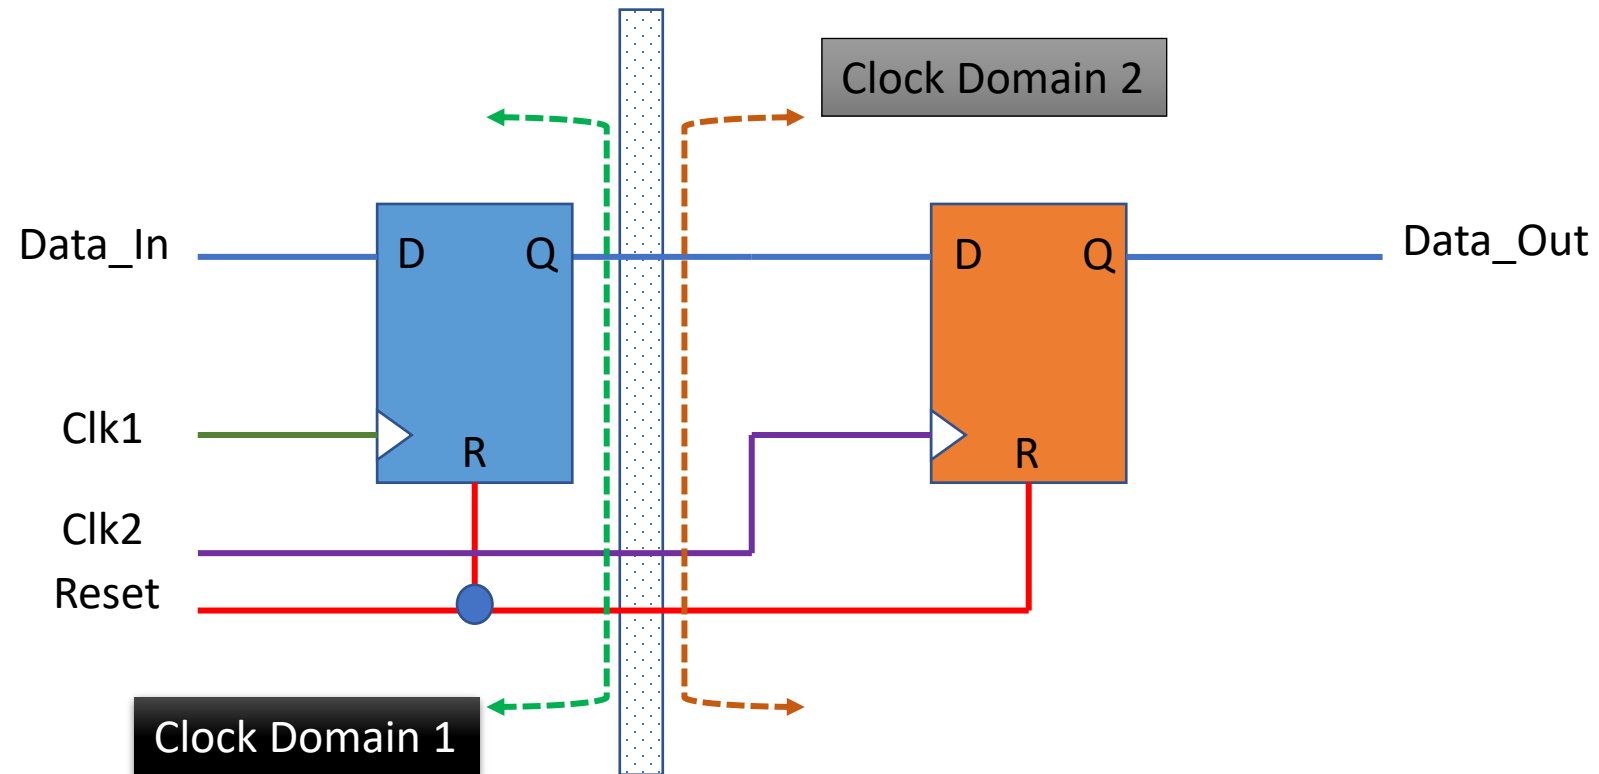 Clock Domain 2
Data_In
D
Q
D
Q
Data_Out
Clk1
R
R
Clk2
Reset
Clock Domain 1